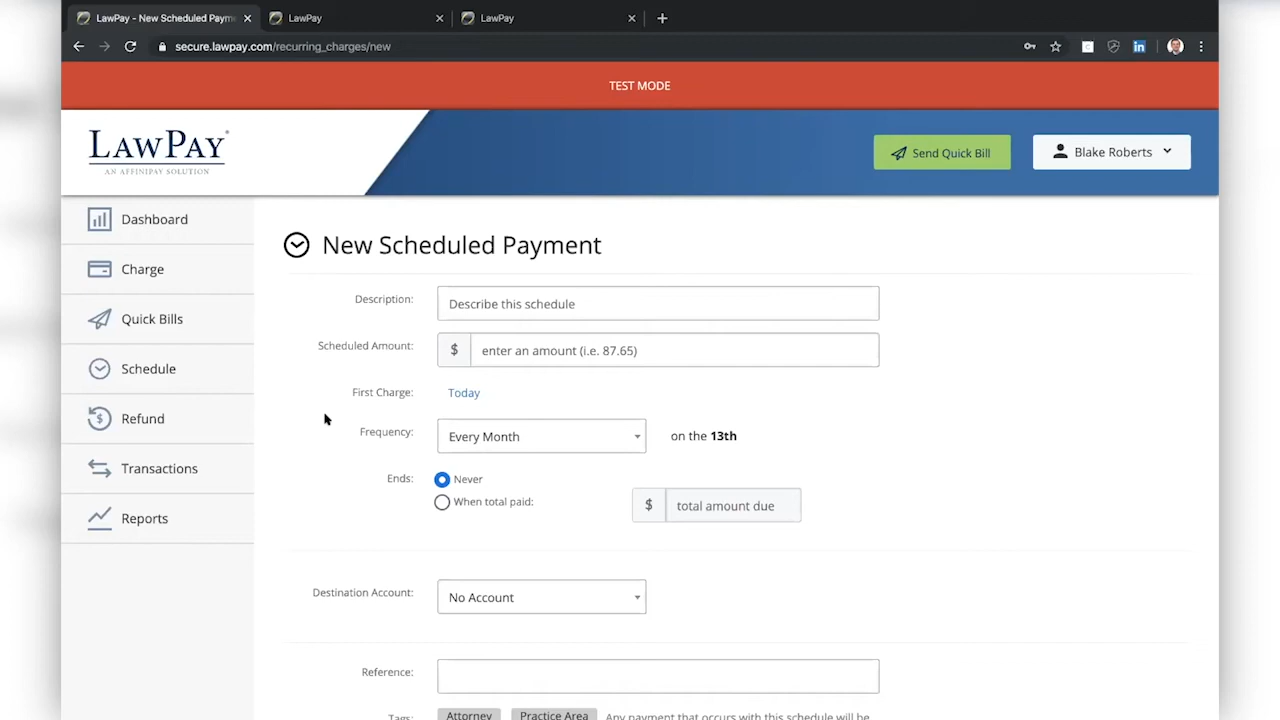 LawPay - New Scheduled Paym
LawPay
LawPay
secure.lawpay.com/recurring_charges/new
TEST MODE
LAWPAY®
AN AFFINIPAY SOLUTION
Send Quick Bill
Blake Roberts
Dashboard
Charge
Quick Bills
Schedule
Refund
Transactions
Reports
New Scheduled Payment
Description:
Describe this schedule
Scheduled Amount:
$ enter an amount (i.e. 87.65)
First Charge:
Today
Frequency:
Every Month
on the 13th
Ends:
Never
When total paid:
$ total amount due
Destination Account:
No Account
Reference:
Tags:
Attorney
Practice Area
Any payment that occurs with this schedule will be